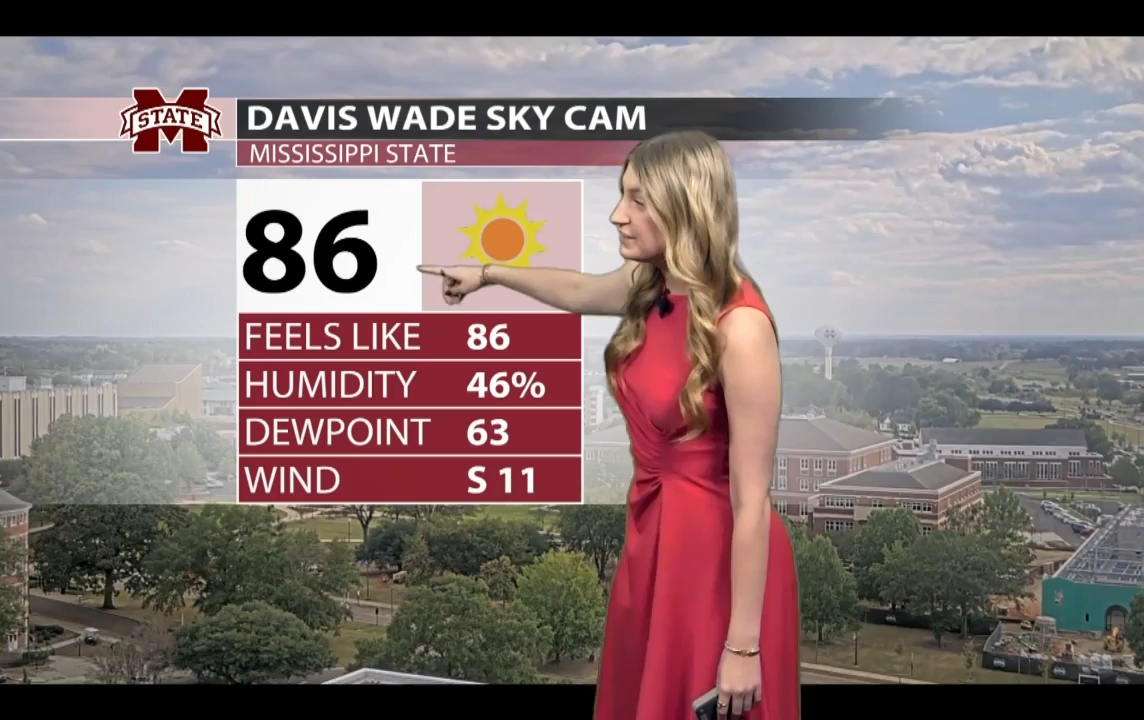 STATE
DAVIS WADE SKY CAM
MISSISSIPPI STATE
86
FEELS LIKE 86
HUMIDITY 46%
DEWPOINT 63
WIND S 11